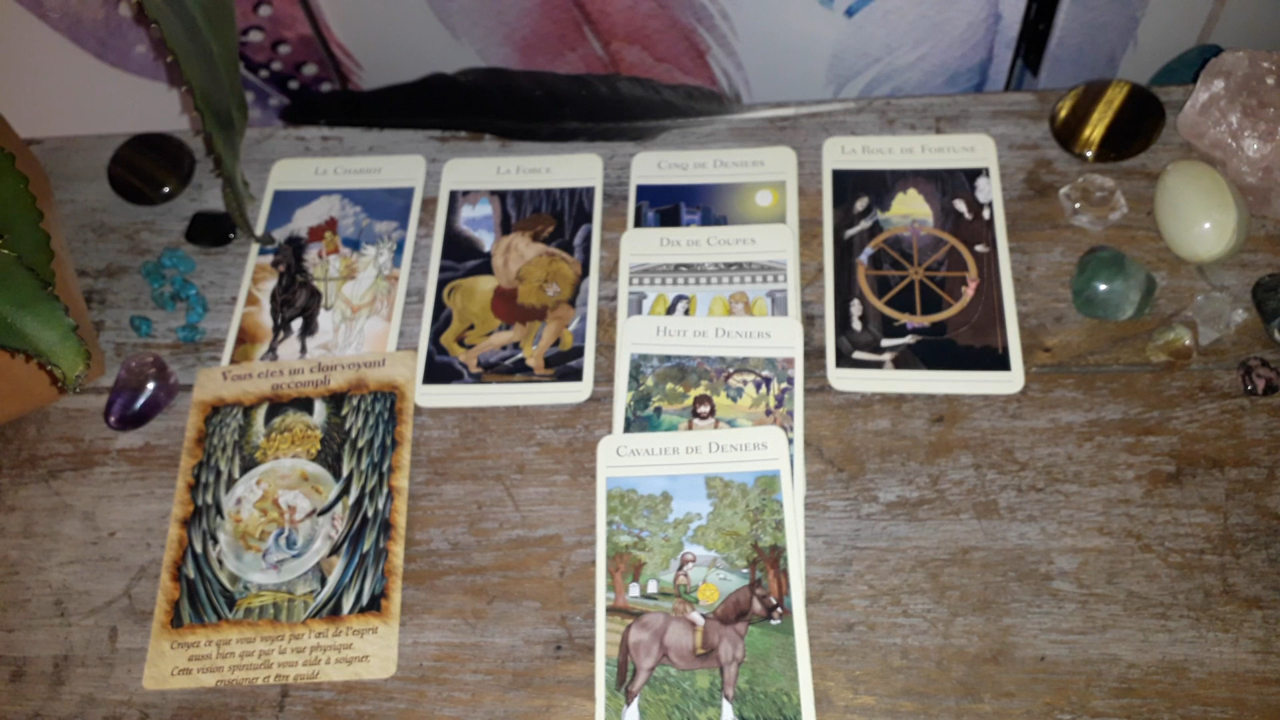 LE CHARIOT
LA FORCE
CINQ DE DENIERS
DIX DE COUPES
HUIT DE DENIERS
CAVALIER DE DENIERS
LA ROUE DE FORTUNE
Vous êtes un clairvoyant
accompli
Croyez ce que vous voyez par l'œil de l'esprit
aussi bien que par la vue physique.
Cette vision spirituelle vous aide à soigner,
enseigner et être guidé